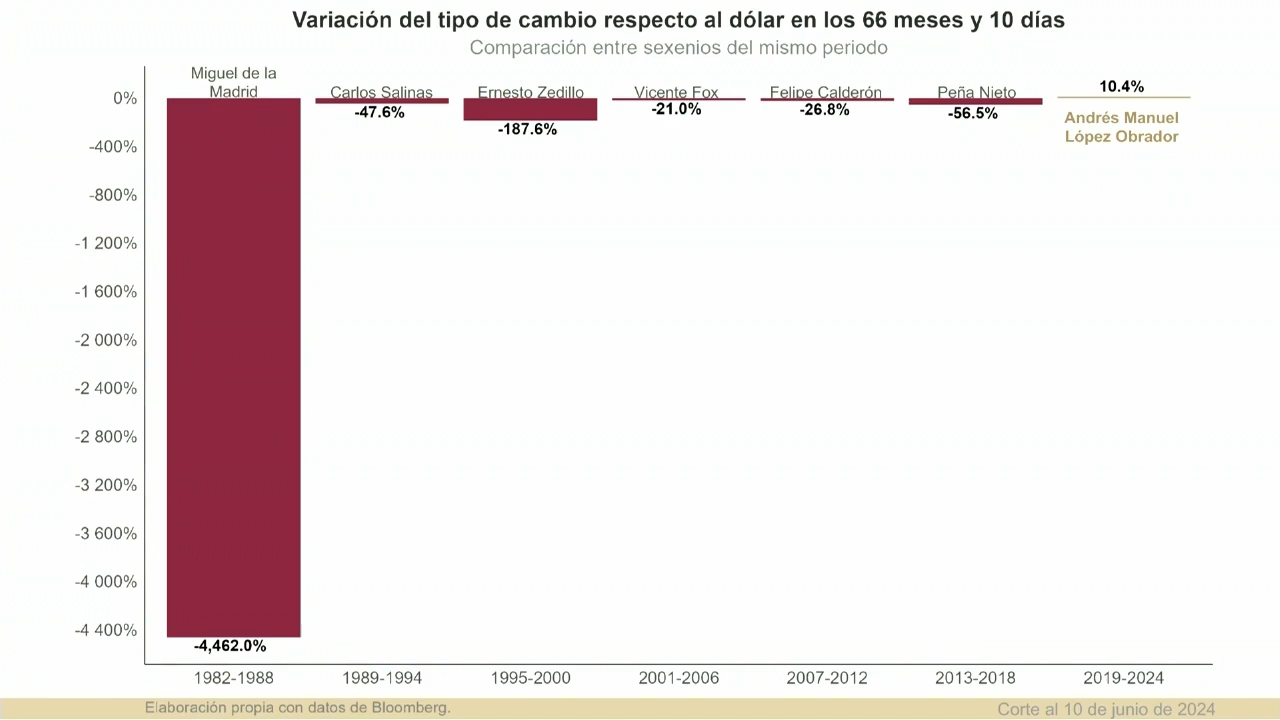 Variación del tipo de cambio respecto al dólar en los 66 meses y 10 días
Comparación entre sexenios del mismo periodo
Miguel de la
Madrid
Carlos Salinas
Ernesto Zedillo
Vicente Fox
Felipe Calderón
Peña Nieto
10.4%
Andrés Manuel
López Obrador
0%
-47.6%
-187.6%
-21.0%
-26.8%
-56.5%
-400%
-800%
-1 200%
-1 600%
-2 000%
-2 400%
-2 800%
-3 200%
-3 600%
-4 000%
-4 400%
-4,462.0%
1982-1988
1989-1994
1995-2000
2001-2006
2007-2012
2013-2018
2019-2024
Elaboración propia con datos de Bloomberg.
Corte al 10 de junio de 2024